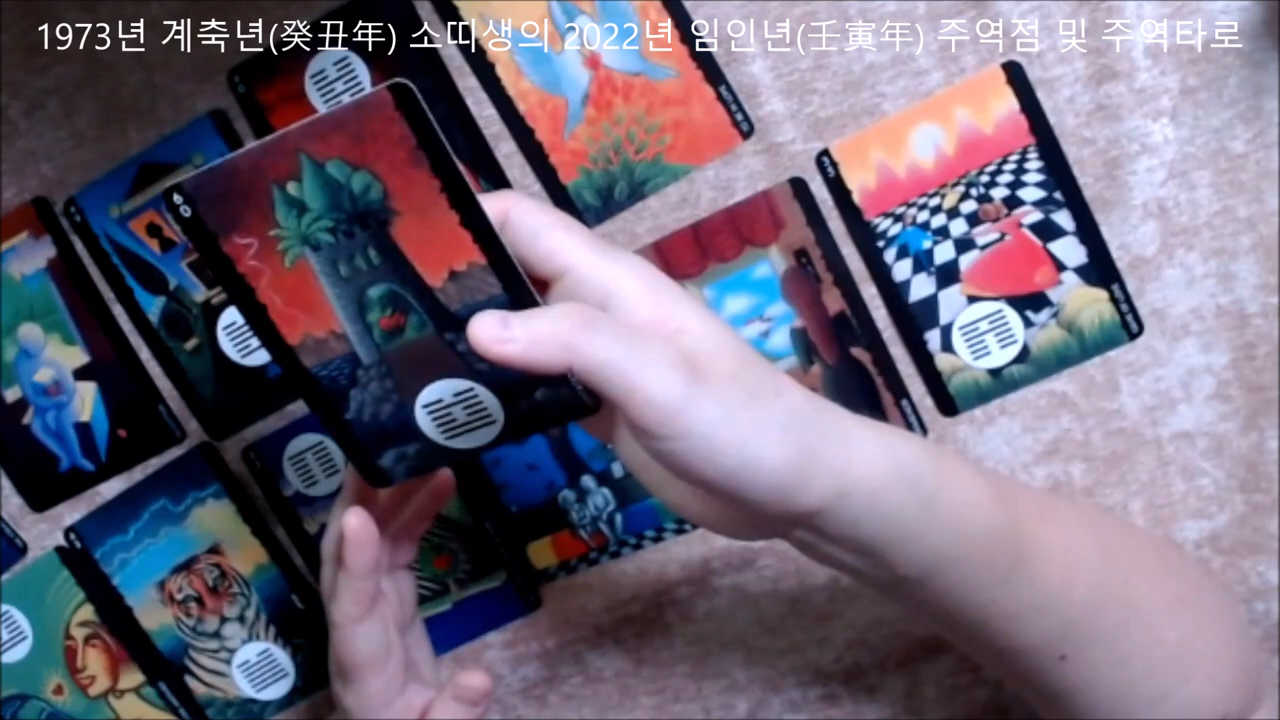 1973년 계축년(癸丑年) 소띠생의 2022년 임인년(壬寅年) 주역점 및 주역타로